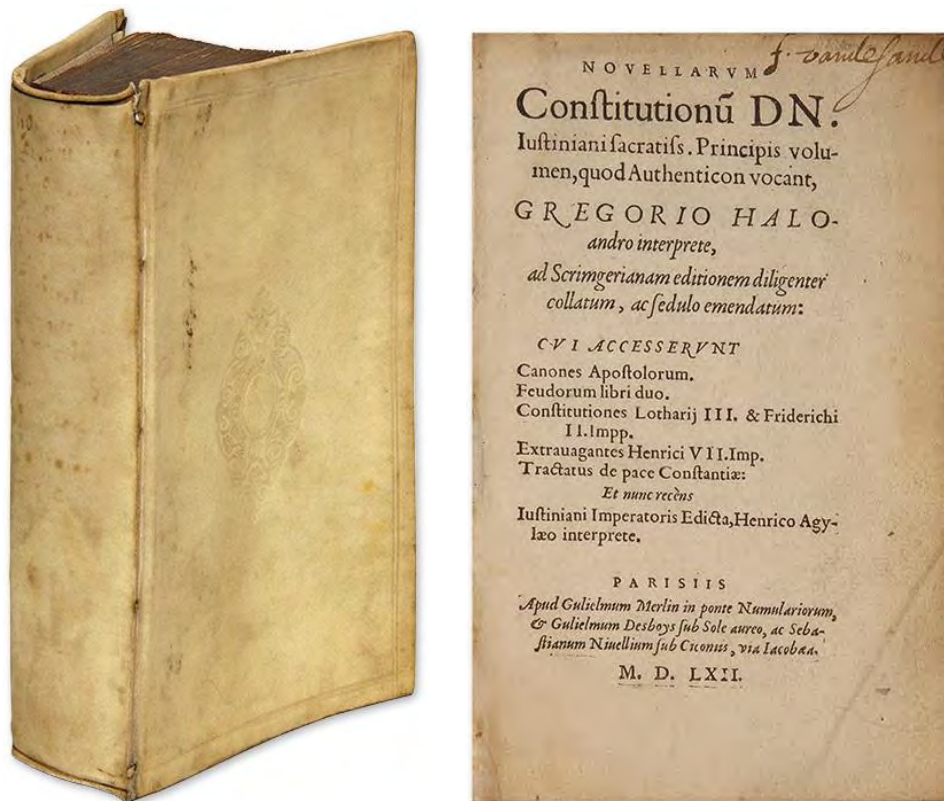 f. vande Sande
NOVELLARVM
Conſtitutionũ DN.
Iuſtiniani ſacratiſs. Principis volu-
men, quod Authenticon vocant,
GREGORIO HALO-
andro interprete,
ad Scrimgerianam editionem diligenter
collatum, ac ſedulo emendatum:
CVI ACCESSERVNT
Canones Apoſtolorum.
Feudorum libri duo.
Conſtitutiones Lotharij III. & Friderichi
II. Impp.
Extrauagantes Henrici VII. Imp.
Tractatus de pace Conſtantiæ:
Et nunc recèns
Iuſtiniani Imperatoris Edicta, Henrico Agy-
læo interprete.
PARISIIS
Apud Gulielmum Merlin in ponte Numulariorum,
& Gulielmum Desboys ſub Sole aureo, ac Seba-
ſtianum Niuellium ſub Ciconiis, via Iacobæa.
M. D. LXII.